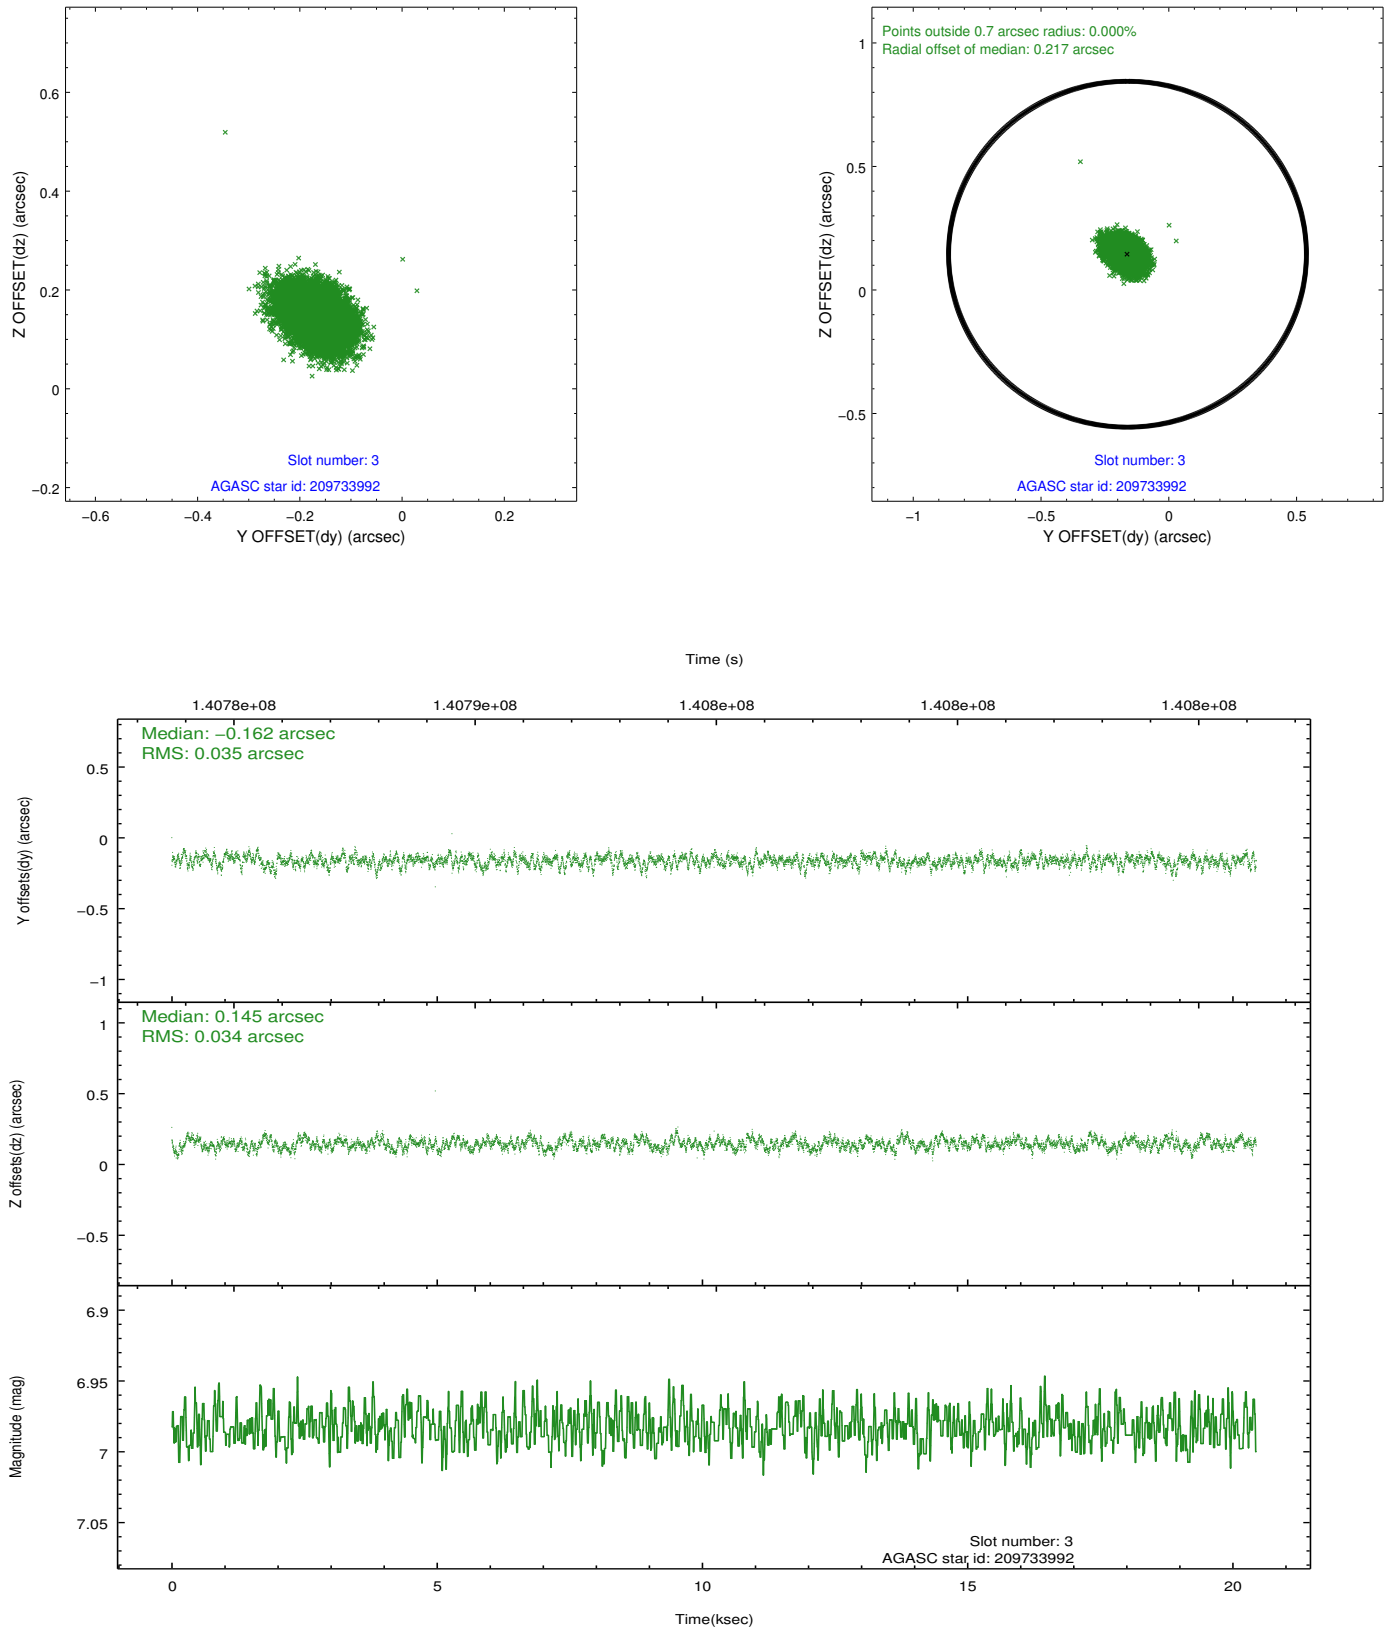 0.6
0.4
0.2
0
−0.2
Z OFFSET(dz) (arcsec)
Slot number: 3
AGASC star id: 209733992
−0.6 −0.4 −0.2 0 0.2
Y OFFSET(dy) (arcsec)
Points outside 0.7 arcsec radius: 0.000%
Radial offset of median: 0.217 arcsec
1
0.5
0
−0.5
Z OFFSET(dz) (arcsec)
Slot number: 3
AGASC star id: 209733992
−1 −0.5 0 0.5
Y OFFSET(dy) (arcsec)
Time (s)
1.4078e+08 1.4079e+08 1.408e+08 1.408e+08 1.408e+08
Median: −0.162 arcsec
RMS: 0.035 arcsec
0.5
0
−0.5
−1
Y offsets(dy) (arcsec)
Median: 0.145 arcsec
RMS: 0.034 arcsec
1
0.5
0
−0.5
Z offsets(dz) (arcsec)
6.9
6.95
7
7.05
Magnitude (mag)
Slot number: 3
AGASC star id: 209733992
0 5 10 15 20
Time(ksec)